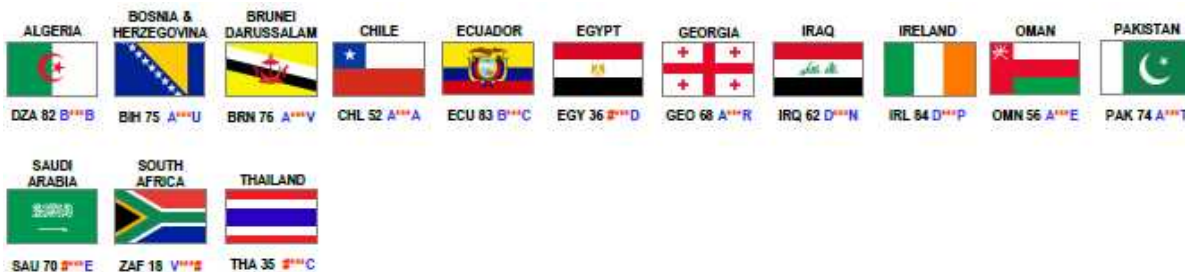 ALGERIA
BOSNIA &
HERZEGOVINA
BRUNEI
DARUSSALAM
CHILE
ECUADOR
EGYPT
GEORGIA
IRAQ
IRELAND
OMAN
PAKISTAN
DZA 82 B***B
BIH 75 A***U
BRN 76 A***V
CHL 52 A***A
ECU 83 B***C
EGY 36 #***D
GEO 68 A***R
IRQ 62 D***N
IRL 84 D***P
OMN 56 A***E
PAK 74 A***T
SAUDI
ARABIA
SOUTH
AFRICA
THAILAND
SAU 70 #***E
ZAF 18 V***#
THA 35 #***C